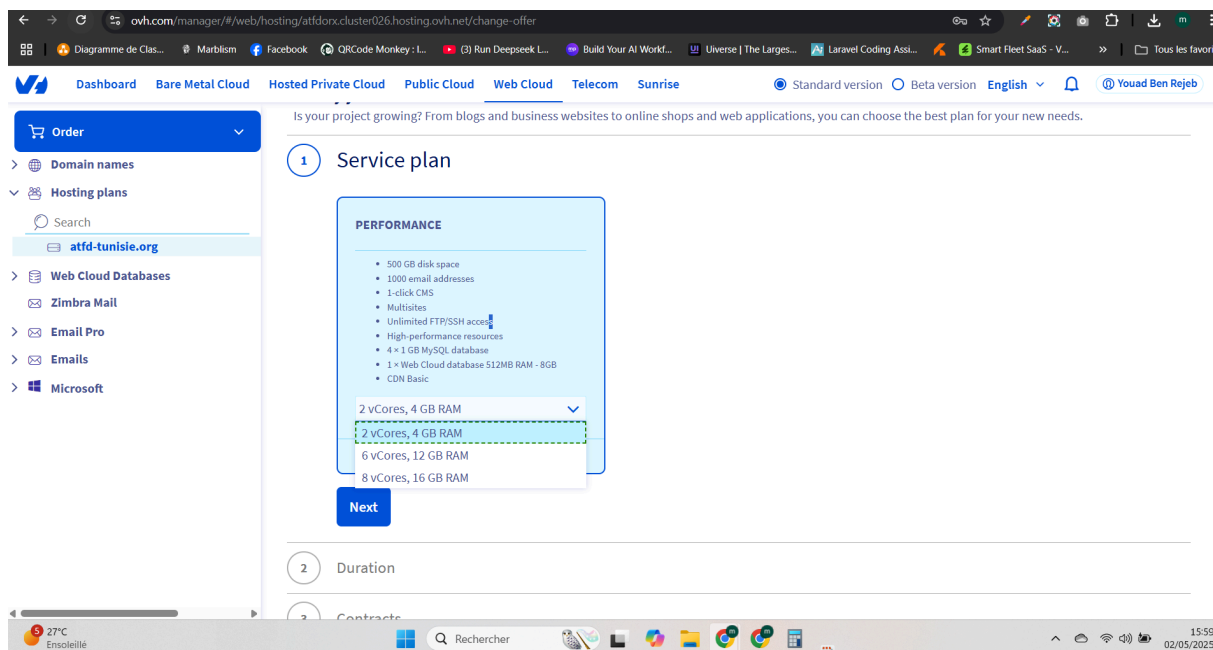 ovh.com/manager/#/web/hosting/atfdorx.cluster026.hosting.ovh.net/change-offer
Diagramme de Clas... Marblism Facebook QRCode Monkey : l... (3) Run Deepseek L... Build Your AI Workf... Uiverse | The Larges... Laravel Coding Assi... Smart Fleet SaaS - V... » Tous les favori
Dashboard Bare Metal Cloud Hosted Private Cloud Public Cloud Web Cloud Telecom Sunrise Standard version Beta version English Youad Ben Rejeb
Is your project growing? From blogs and business websites to online shops and web applications, you can choose the best plan for your new needs.
Order
Domain names
Hosting plans
Search
atfd-tunisie.org
Web Cloud Databases
Zimbra Mail
Email Pro
Emails
Microsoft
1 Service plan
PERFORMANCE
• 500 GB disk space
• 1000 email addresses
• 1-click CMS
• Multisites
• Unlimited FTP/SSH access
• High-performance resources
• 4 × 1 GB MySQL database
• 1 × Web Cloud database 512MB RAM - 8GB
• CDN Basic
2 vCores, 4 GB RAM
2 vCores, 4 GB RAM
6 vCores, 12 GB RAM
8 vCores, 16 GB RAM
Next
2 Duration
3 Contracts
5 27°C
Ensoleillé
Rechercher
15:59
02/05/2025